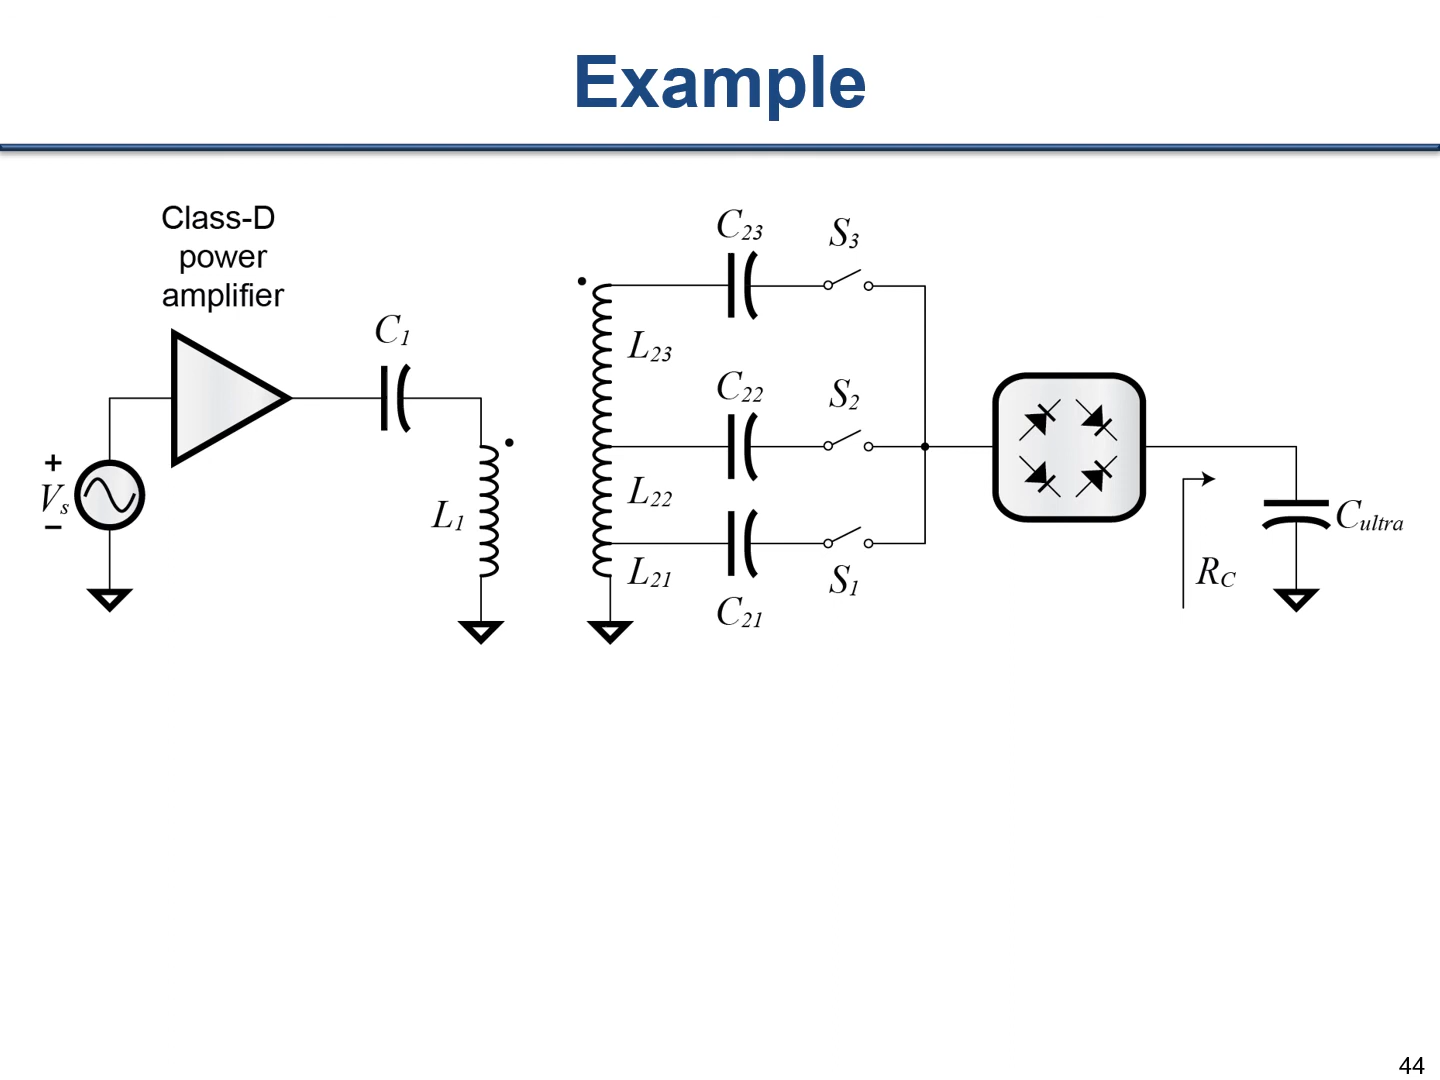 Example
Class-D
power
amplifier
C1
+
Vs
−
L1
C23
S3
L23
C22
S2
L22
L21
C21
S1
RC
Cultra
44